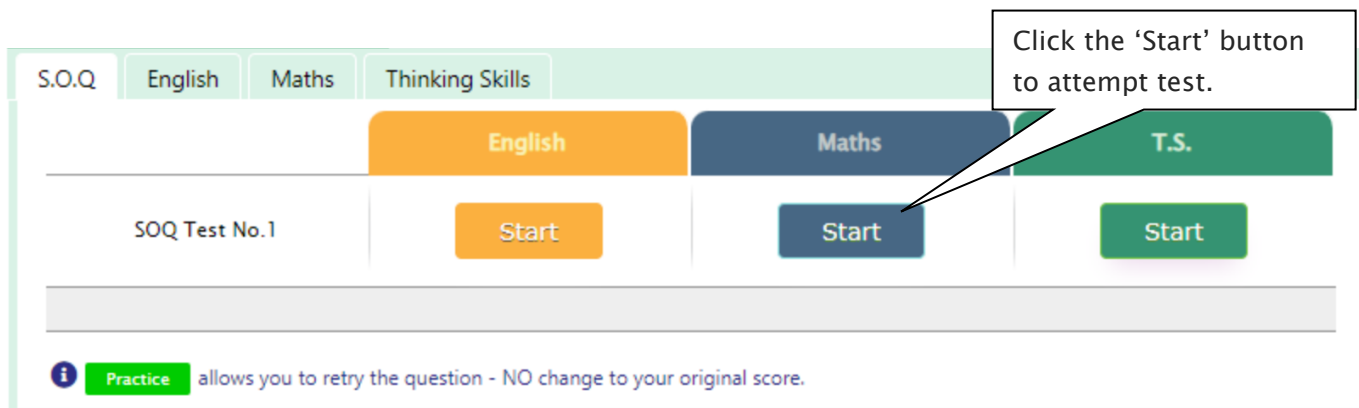 Click the ‘Start’ button
to attempt test.
S.O.Q English Maths Thinking Skills
English Maths T.S.
SOQ Test No.1 Start Start Start
Practice allows you to retry the question - NO change to your original score.